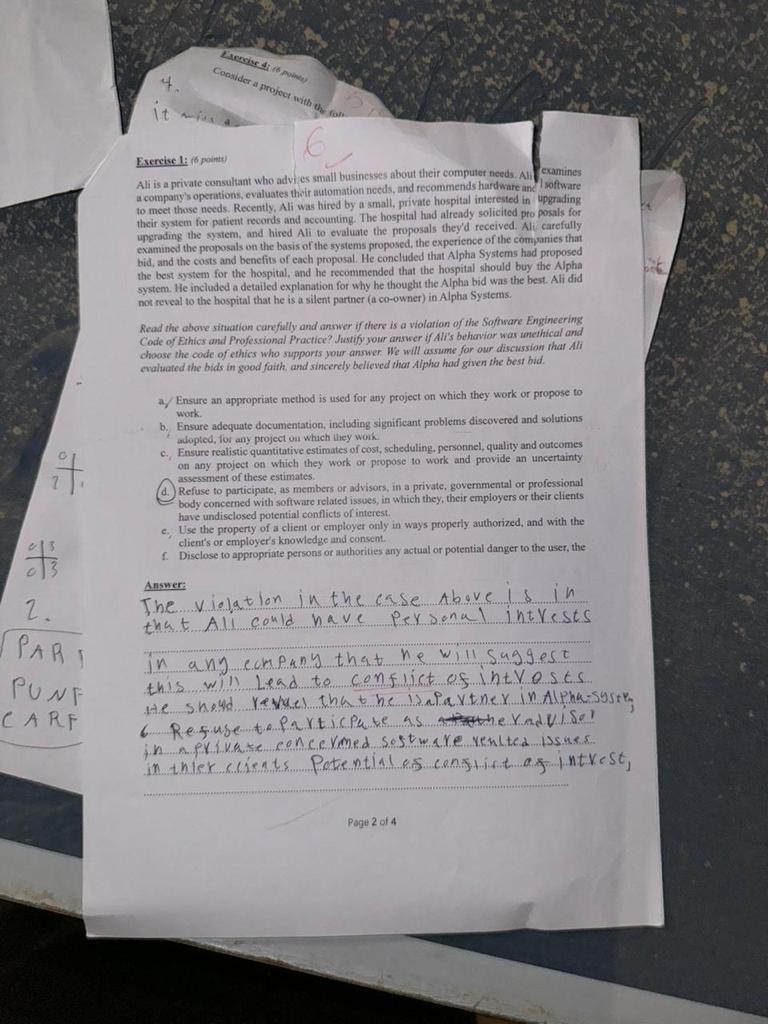 Exercise 4: (6 points)
Consider a project with the
4.
it
6
Exercise 1: (6 points)
Ali is a private consultant who advises small businesses about their computer needs. Ali examines
a company's operations, evaluates their automation needs, and recommends hardware and software
to meet those needs. Recently, Ali was hired by a small, private hospital interested in upgrading
their system for patient records and accounting. The hospital had already solicited proposals for
upgrading the system, and hired Ali to evaluate the proposals they'd received. Ali carefully
examined the proposals on the basis of the systems proposed, the experience of the companies that
bid, and the costs and benefits of each proposal. He concluded that Alpha Systems had proposed
the best system for the hospital, and he recommended that the hospital should buy the Alpha
system. He included a detailed explanation for why he thought the Alpha bid was the best. Ali did
not reveal to the hospital that he is a silent partner (a co-owner) in Alpha Systems.
Read the above situation carefully and answer if there is a violation of the Software Engineering
Code of Ethics and Professional Practice? Justify your answer if Ali's behavior was unethical and
choose the code of ethics who supports your answer. We will assume for our discussion that Ali
evaluated the bids in good faith, and sincerely believed that Alpha had given the best bid.
a. Ensure an appropriate method is used for any project on which they work or propose to
work.
b. Ensure adequate documentation, including significant problems discovered and solutions
adopted, for any project on which they work.
c. Ensure realistic quantitative estimates of cost, scheduling, personnel, quality and outcomes
on any project on which they work or propose to work and provide an uncertainty
assessment of these estimates.
d. Refuse to participate, as members or advisors, in a private, governmental or professional
body concerned with software related issues, in which they, their employers or their clients
have undisclosed potential conflicts of interest.
e. Use the property of a client or employer only in ways properly authorized, and with the
client's or employer's knowledge and consent.
f. Disclose to appropriate persons or authorities any actual or potential danger to the user, the
Answer:
The violation in the case Above is in
that Ali could have Personal intrests
in any company that he will suggest
this will Lead to conflict of intrests
He should that he is a Partner in Alpha-System,
Refuse to Participate as advisor
in a private concerned software issues
in thier clients Potential of conflict of intrest,
Page 2 of 4
2.
PAR
PUNF
CARF